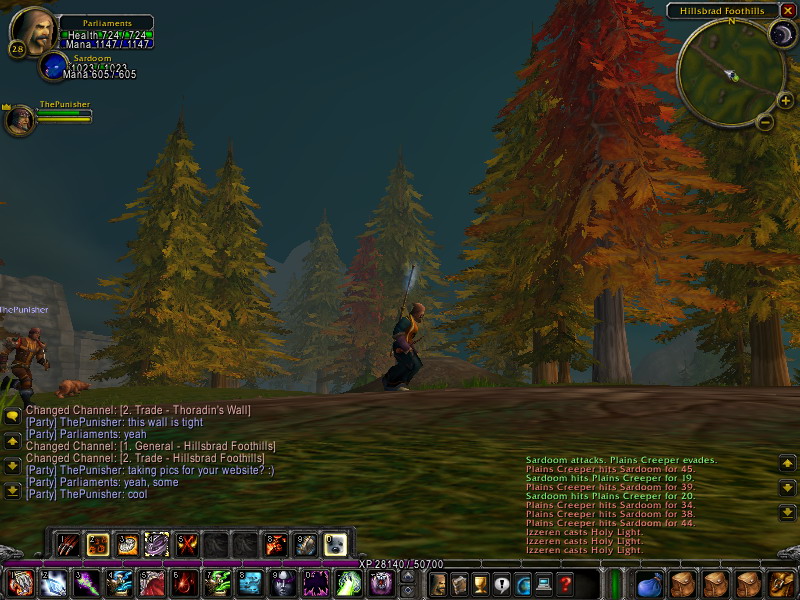 Parliaments
Health 724 / 724
Mana 1147 / 1147
28
Sardoom
1023 / 1023
Mana 605 / 605
ThePunisher
Hillsbrad Foothills
N
ThePunisher
Changed Channel: [2. Trade - Thoradin's Wall]
[Party] ThePunisher: this wall is tight
[Party] Parliaments: yeah
Changed Channel: [1. General - Hillsbrad Foothills]
Changed Channel: [2. Trade - Hillsbrad Foothills]
[Party] ThePunisher: taking pics for your website? :)
[Party] Parliaments: yeah, some
[Party] ThePunisher: cool
Sardoom attacks. Plains Creeper evades.
Plains Creeper hits Sardoom for 45.
Sardoom hits Plains Creeper for 19.
Plains Creeper hits Sardoom for 39.
Sardoom hits Plains Creeper for 20.
Plains Creeper hits Sardoom for 34.
Plains Creeper hits Sardoom for 38.
Plains Creeper hits Sardoom for 44.
Izzeren casts Holy Light.
Izzeren casts Holy Light.
Izzeren casts Holy Light.
XP 28140 / 50700